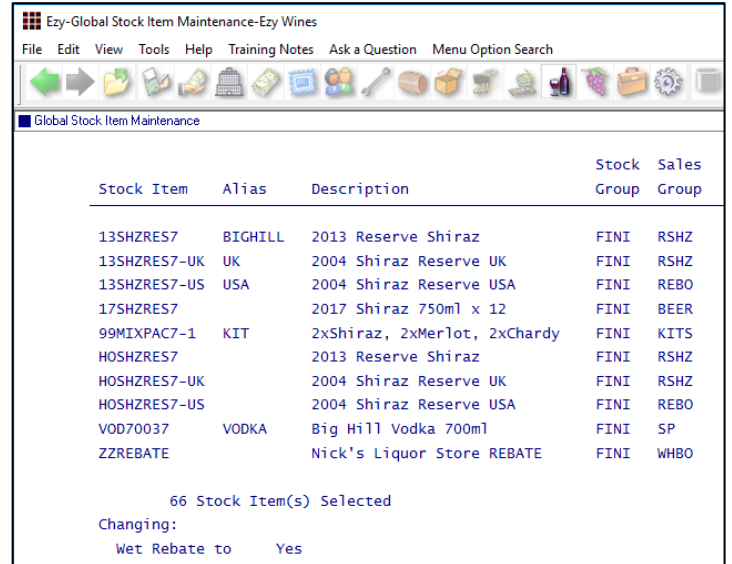 Ezy-Global Stock Item Maintenance-Ezy Wines
File Edit View Tools Help Training Notes Ask a Question Menu Option Search
Global Stock Item Maintenance
Stock Sales
Stock Item Alias Description Group Group
13SHZRES7 BIGHILL 2013 Reserve Shiraz FINI RSHZ
13SHZRES7-UK UK 2004 Shiraz Reserve UK FINI RSHZ
13SHZRES7-US USA 2004 Shiraz Reserve USA FINI REBO
17SHZRES7 2017 Shiraz 750ml x 12 FINI BEER
99MIXPAC7-1 KIT 2xShiraz, 2xMerlot, 2xChardy FINI KITS
HOSHZRES7 2013 Reserve Shiraz FINI RSHZ
HOSHZRES7-UK 2004 Shiraz Reserve UK FINI RSHZ
HOSHZRES7-US 2004 Shiraz Reserve USA FINI REBO
VOD70037 VODKA Big Hill Vodka 700ml FINI SP
ZZREBATE Nick's Liquor Store REBATE FINI WHBO
66 Stock Item(s) Selected
Changing:
Wet Rebate to Yes